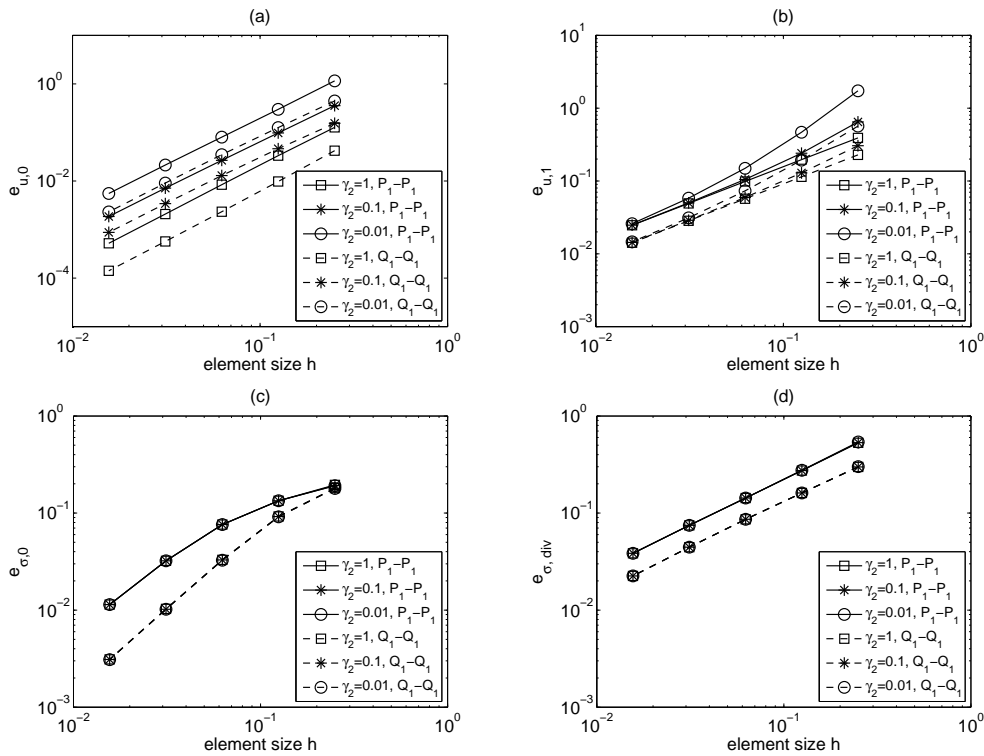 (a)
10^0
10^-2
10^-4
e_u,0
γ_2=1, P_1−P_1
γ_2=0.1, P_1−P_1
γ_2=0.01, P_1−P_1
γ_2=1, Q_1−Q_1
γ_2=0.1, Q_1−Q_1
γ_2=0.01, Q_1−Q_1
10^-2 10^-1 10^0
element size h
(b)
10^1
10^0
10^-1
10^-2
10^-3
e_u,1
γ_2=1, P_1−P_1
γ_2=0.1, P_1−P_1
γ_2=0.01, P_1−P_1
γ_2=1, Q_1−Q_1
γ_2=0.1, Q_1−Q_1
γ_2=0.01, Q_1−Q_1
10^-2 10^-1 10^0
element size h
(c)
10^0
10^-1
10^-2
10^-3
e_σ,0
γ_2=1, P_1−P_1
γ_2=0.1, P_1−P_1
γ_2=0.01, P_1−P_1
γ_2=1, Q_1−Q_1
γ_2=0.1, Q_1−Q_1
γ_2=0.01, Q_1−Q_1
10^-2 10^-1 10^0
element size h
(d)
10^0
10^-1
10^-2
10^-3
e_σ,div
γ_2=1, P_1−P_1
γ_2=0.1, P_1−P_1
γ_2=0.01, P_1−P_1
γ_2=1, Q_1−Q_1
γ_2=0.1, Q_1−Q_1
γ_2=0.01, Q_1−Q_1
10^-2 10^-1 10^0
element size h